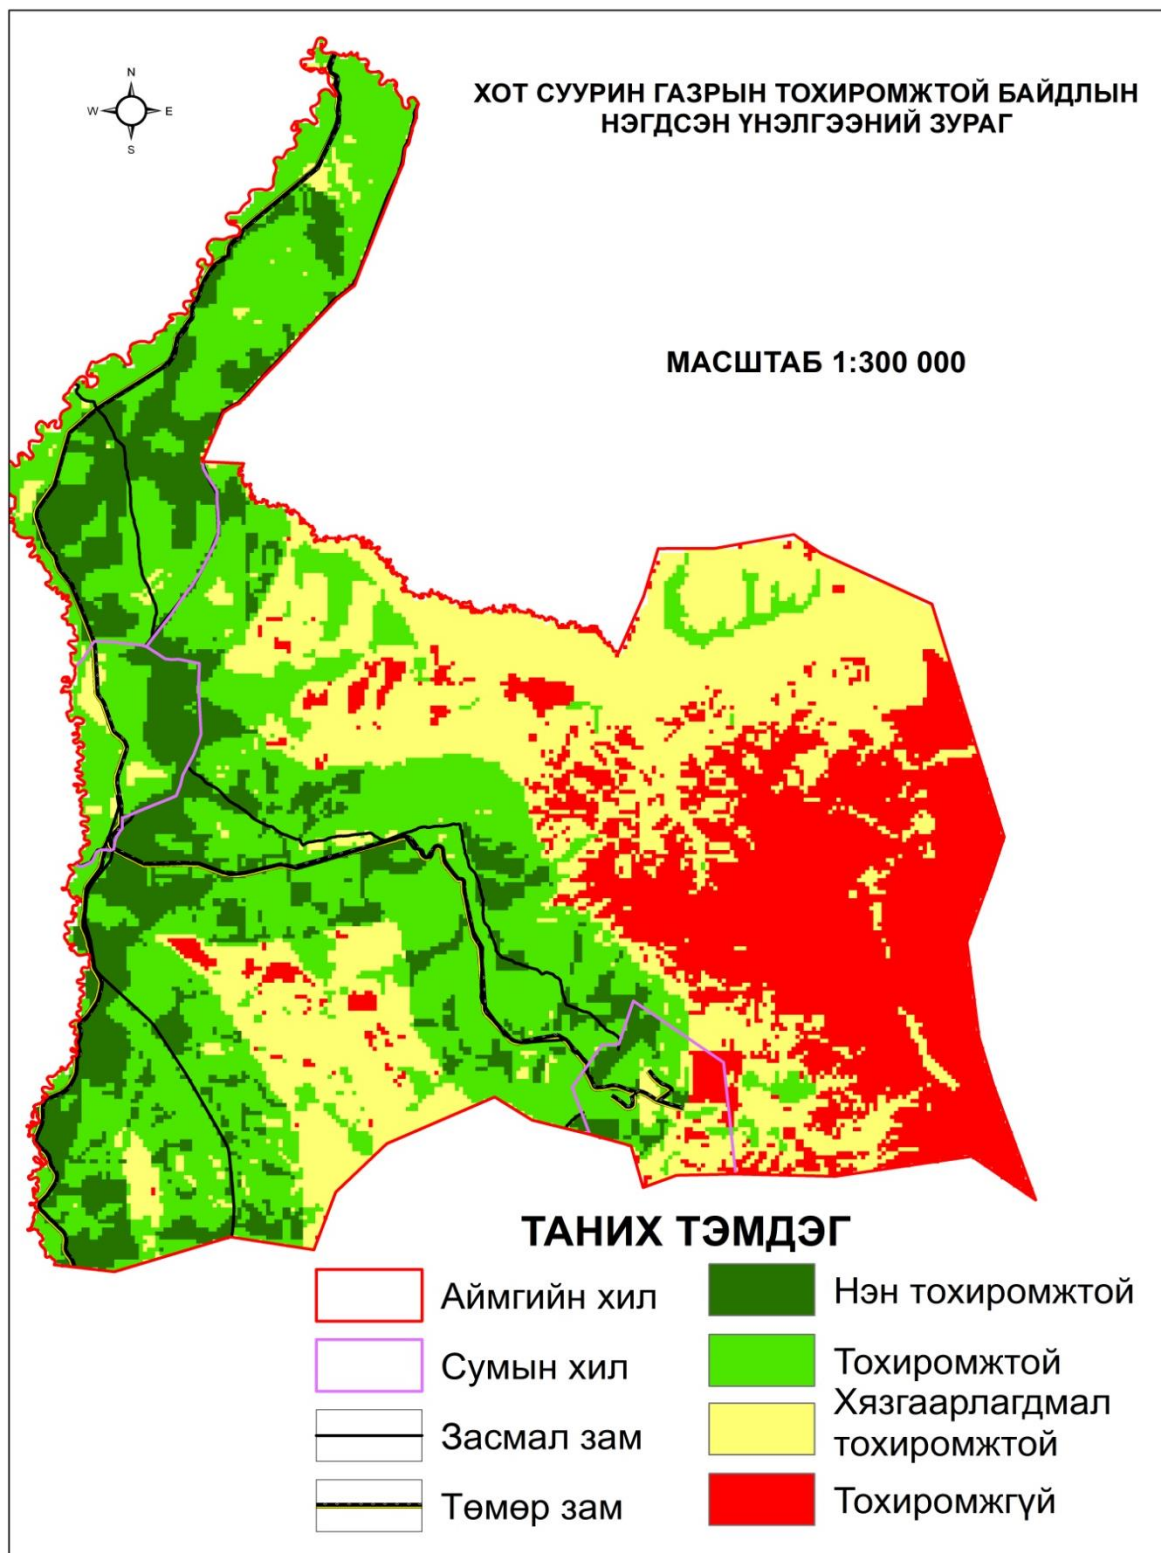 ХОТ СУУРИН ГАЗРЫН ТОХИРОМЖТОЙ БАЙДЛЫН
НЭГДСЭН ҮНЭЛГЭЭНИЙ ЗУРАГ
N
W
E
S
МАСШТАБ 1:300 000
ТАНИХ ТЭМДЭГ
Аймгийн хил
Сумын хил
Засмал зам
Төмөр зам
Нэн тохиромжтой
Тохиромжтой
Хязгаарлагдмал
тохиромжтой
Тохиромжгүй